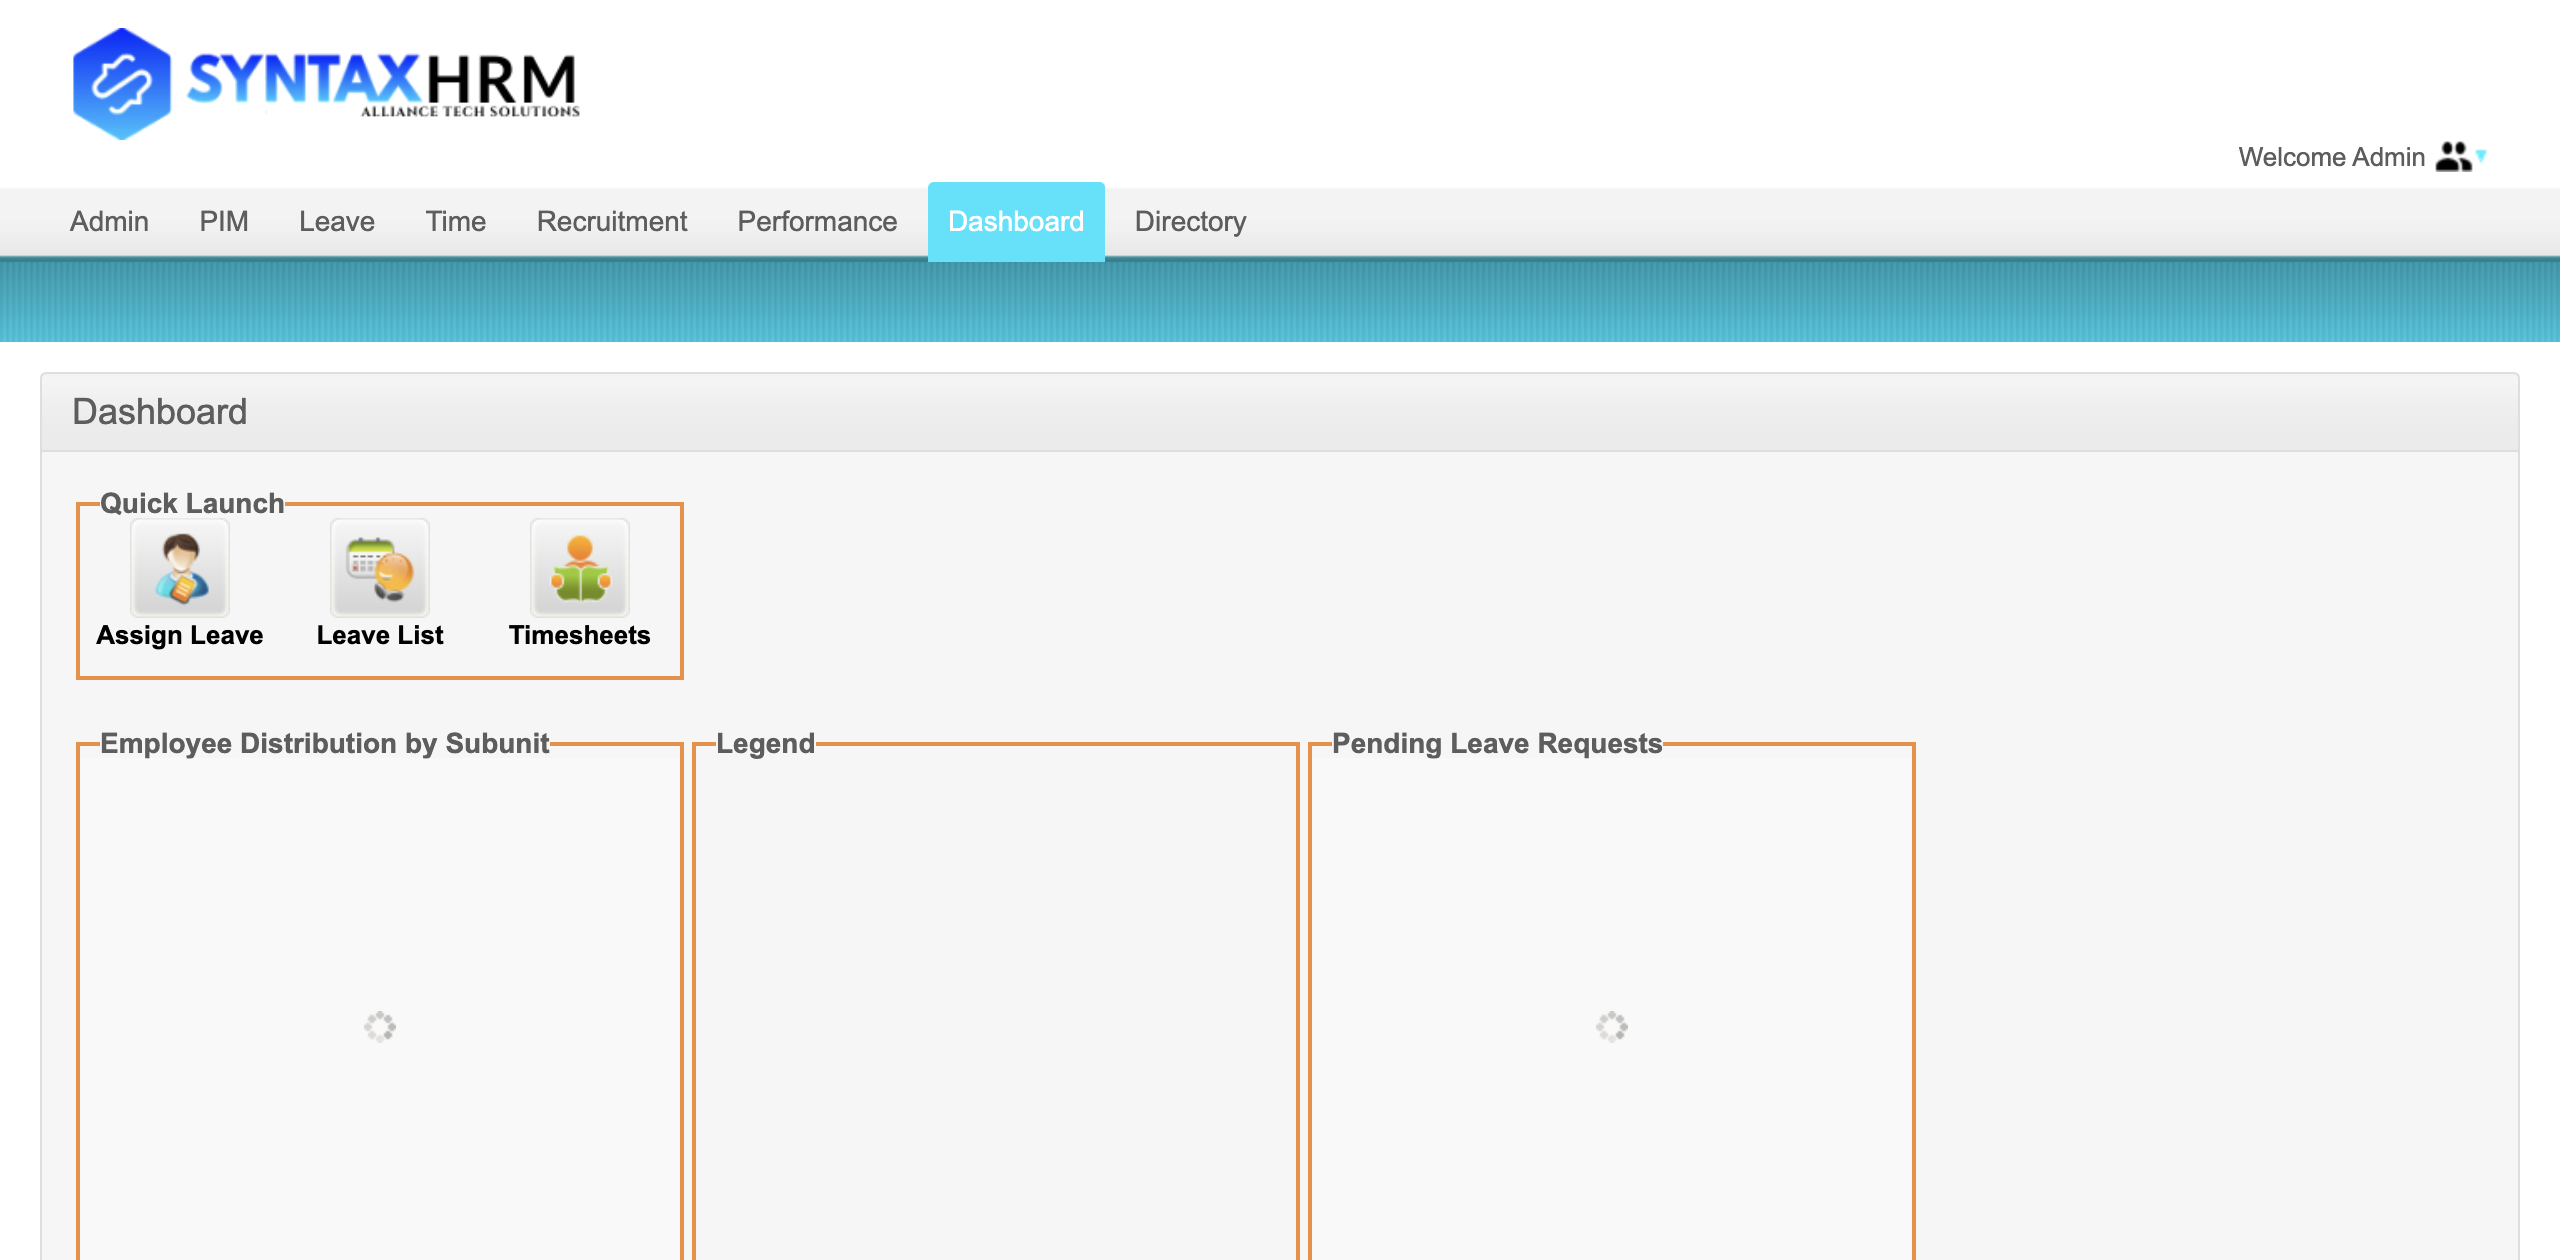 SYNTAXHRM
ALLIANCE TECH SOLUTIONS
Welcome Admin
Admin PIM Leave Time Recruitment Performance Dashboard Directory
Dashboard
Quick Launch
Assign Leave Leave List Timesheets
Employee Distribution by Subunit Legend Pending Leave Requests